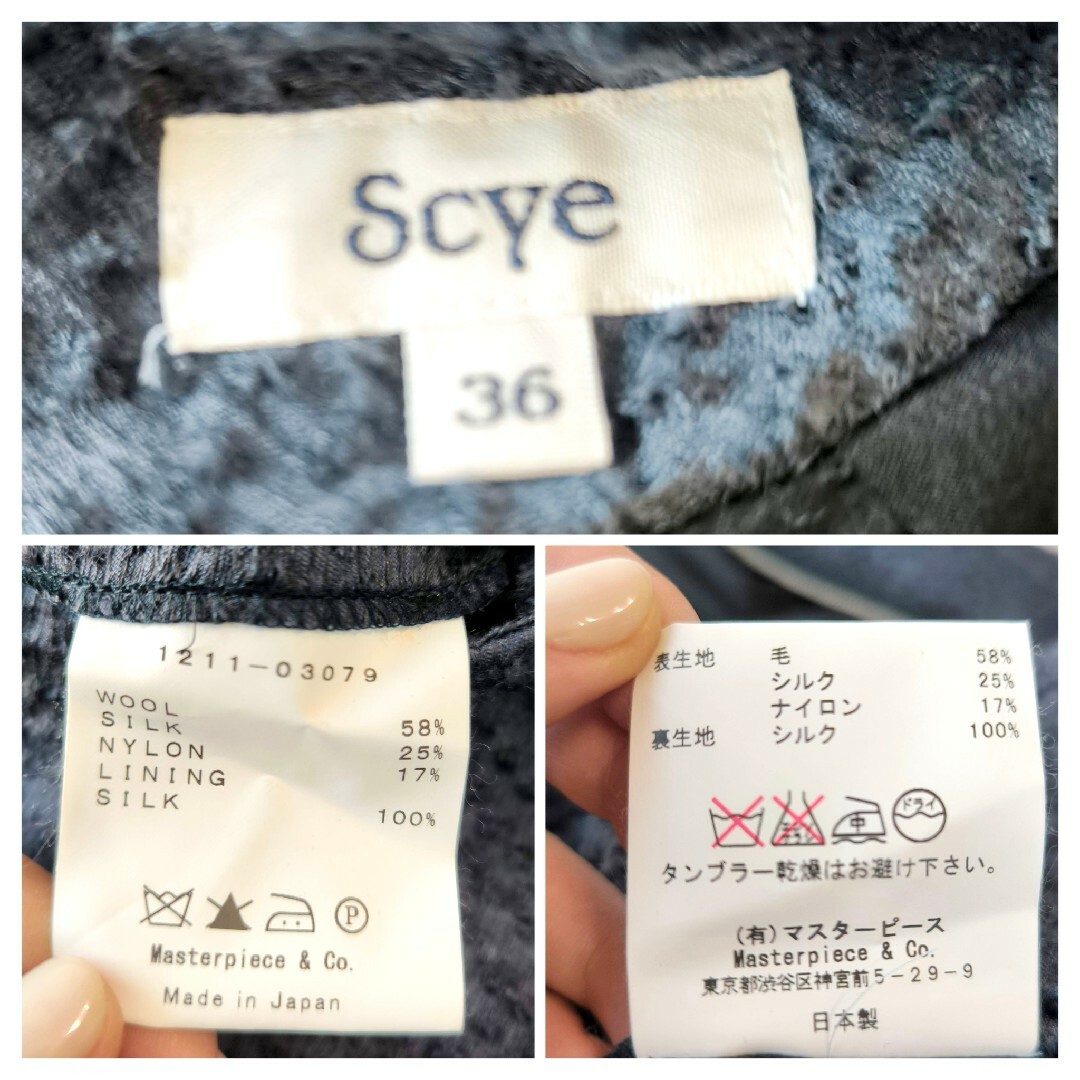 Scye
36
1211-03079
WOOL
SILK 58%
NYLON 25%
LINING 17%
SILK 100%
P
Masterpiece & Co.
Made in Japan
表生地 毛 58%
シルク 25%
ナイロン 17%
裏生地 シルク 100%
中 ドライ
タンブラー乾燥はお避け下さい。
(有)マスターピース
Masterpiece & Co.
東京都渋谷区神宮前5-29-9
日本製